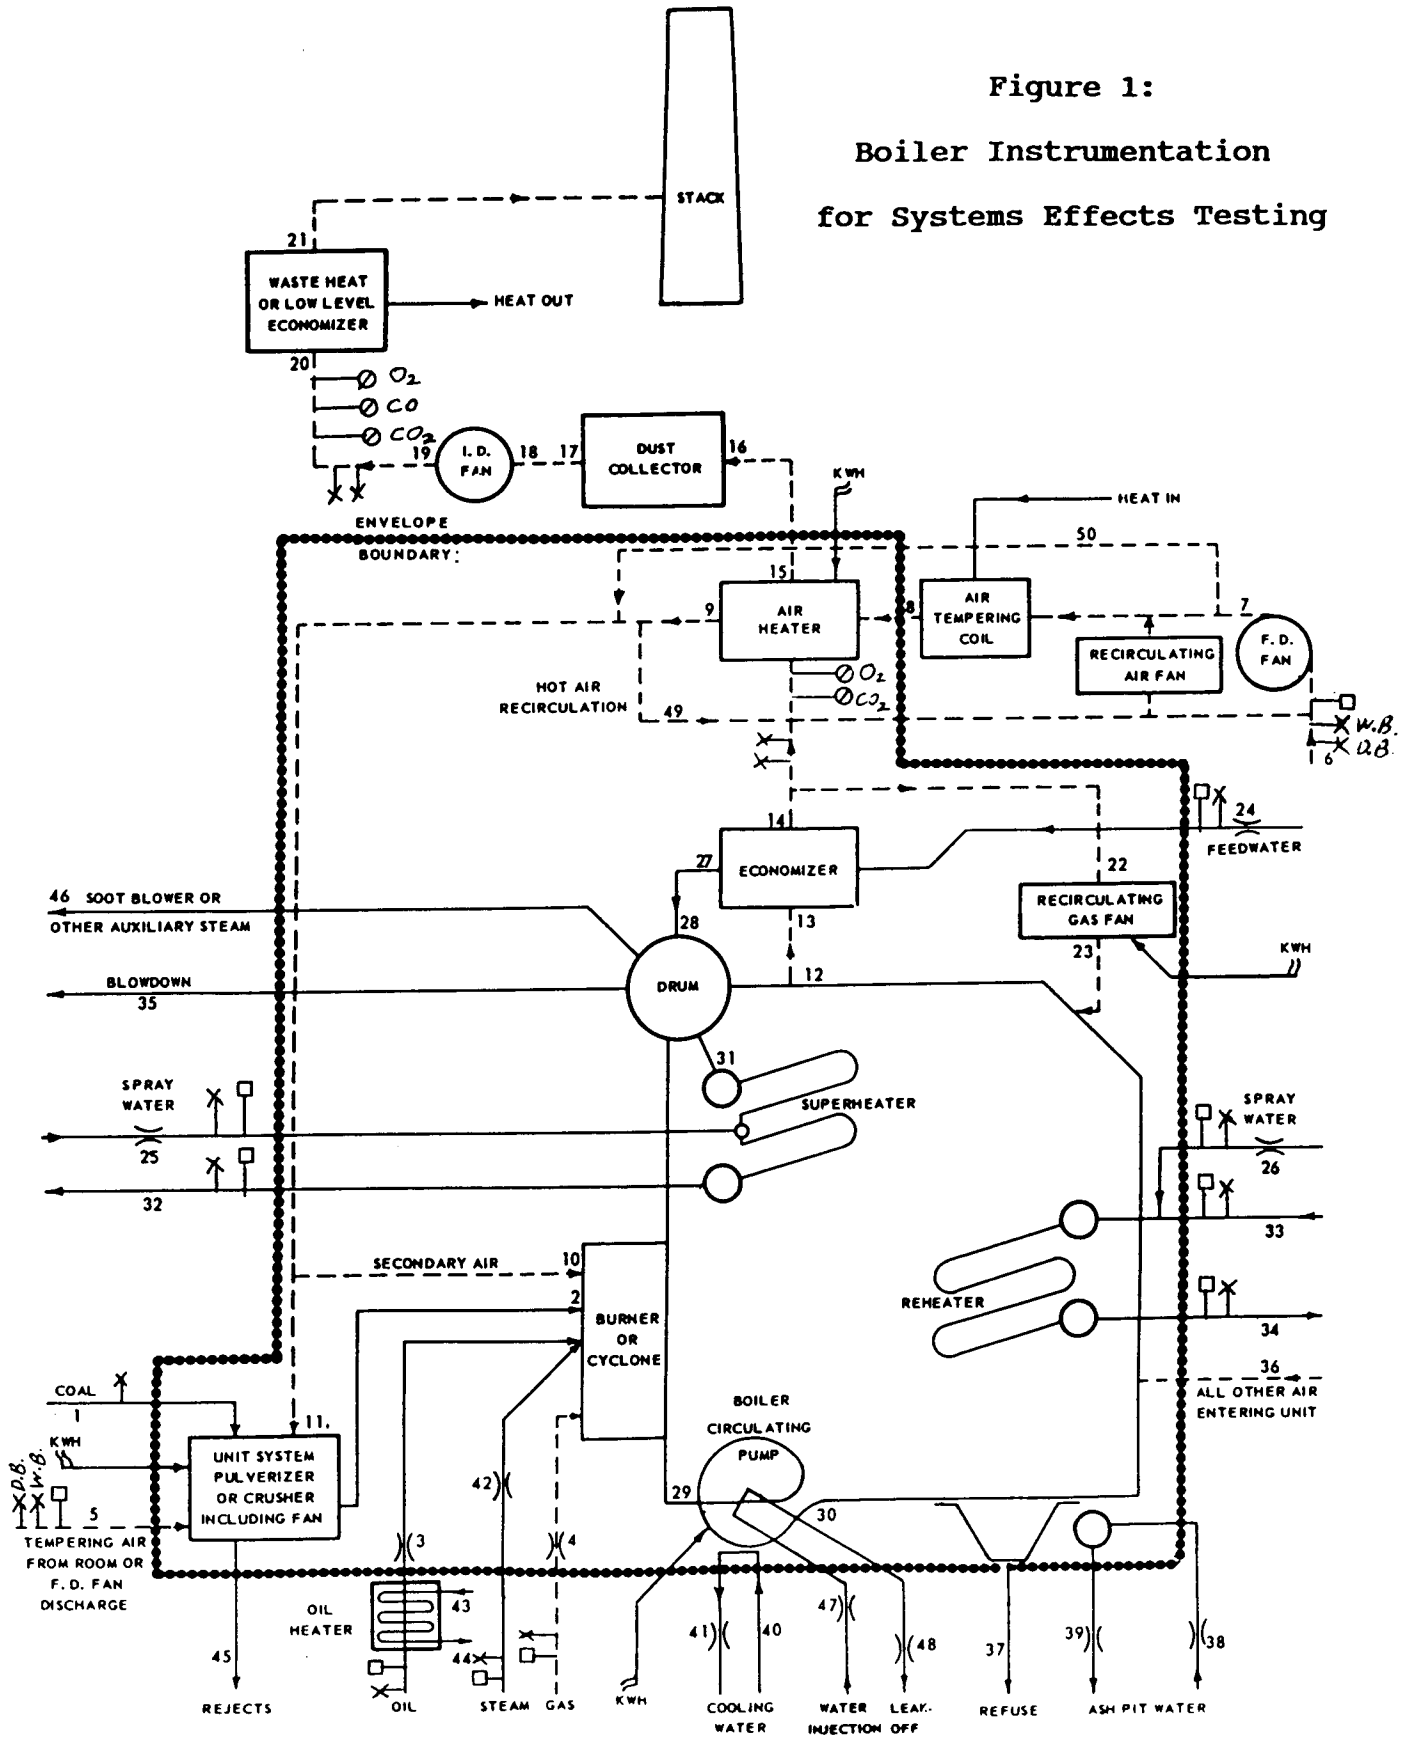 Figure 1:
Boiler Instrumentation
for Systems Effects Testing
STACK
21
WASTE HEAT
OR LOW LEVEL
ECONOMIZER
HEAT OUT
20
O2
CO
CO2
19
I.D.
FAN
18
17
DUST
COLLECTOR
16
KWH
HEAT IN
ENVELOPE
BOUNDARY:
50
15
AIR
HEATER
9
8
AIR
TEMPERING
COIL
7
F.D.
FAN
RECIRCULATING
AIR FAN
O2
CO2
HOT AIR
RECIRCULATION
49
W.B.
D.B.
6
14
ECONOMIZER
27
24
FEEDWATER
22
RECIRCULATING
GAS FAN
23
KWH
46 SOOT BLOWER OR
OTHER AUXILIARY STEAM
28
13
DRUM
12
BLOWDOWN
35
31
SUPERHEATER
SPRAY
WATER
25
32
SPRAY
WATER
26
33
REHEATER
34
36
ALL OTHER AIR
ENTERING UNIT
SECONDARY AIR
10
2
BURNER
OR
CYCLONE
COAL
1
KWH
D.B.
W.B.
5
TEMPERING AIR
FROM ROOM OR
F.D. FAN
DISCHARGE
11.
UNIT SYSTEM
PULVERIZER
OR CRUSHER
INCLUDING FAN
BOILER
CIRCULATING
PUMP
29
30
42
3
4
OIL
HEATER
43
44
45
REJECTS
OIL
STEAM
GAS
KWH
41
40
COOLING
WATER
47
WATER
INJECTION
48
LEAK-
OFF
37
REFUSE
39
38
ASH PIT WATER